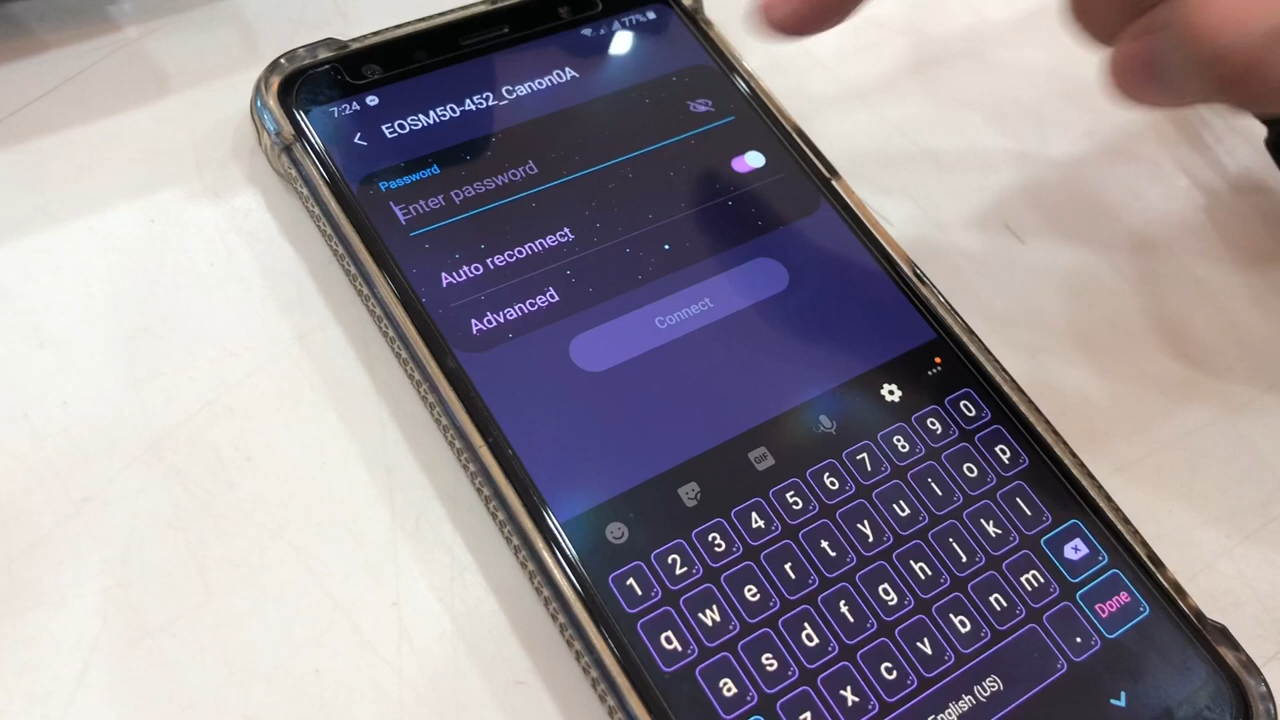 7:24
77%
EOSM50-452_Canon0A
Password
Enter password
Auto reconnect
Advanced
Connect
GIF
1 2 3 4 5 6 7 8 9 0
q w e r t y u i o p
a s d f g h j k l
z x c v b n m
English (US) . Done